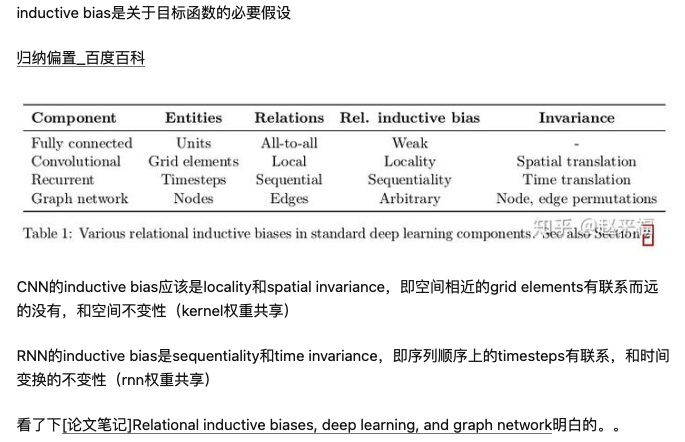 inductive bias是关于目标函数的必要假设
归纳偏置_百度百科
Component Entities Relations Rel. inductive bias Invariance
Fully connected Units All-to-all Weak -
Convolutional Grid elements Local Locality Spatial translation
Recurrent Timesteps Sequential Sequentiality Time translation
Graph network Nodes Edges Arbitrary Node, edge permutations
知乎 @赵来福
Table 1: Various relational inductive biases in standard deep learning components. See also Section 2.
CNN的inductive bias应该是locality和spatial invariance，即空间相近的grid elements有联系而远
的没有，和空间不变性（kernel权重共享）
RNN的inductive bias是sequentiality和time invariance，即序列顺序上的timesteps有联系，和时间
变换的不变性（rnn权重共享）
看了下[论文笔记]Relational inductive biases, deep learning, and graph network明白的。。